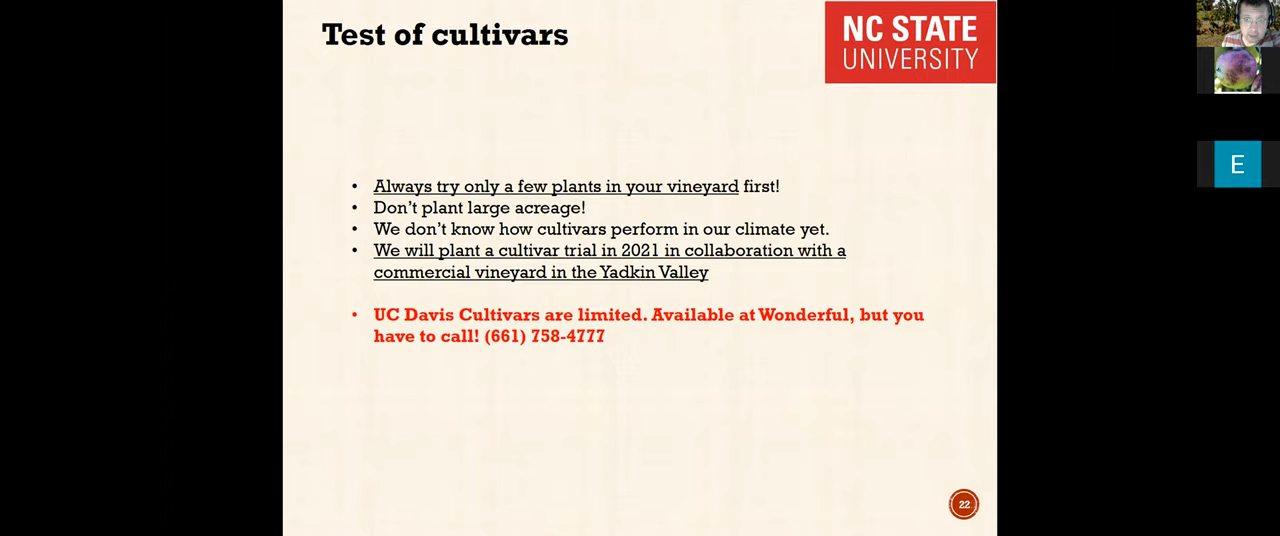 Test of cultivars
NC STATE
UNIVERSITY
• Always try only a few plants in your vineyard first!
• Don't plant large acreage!
• We don't know how cultivars perform in our climate yet.
• We will plant a cultivar trial in 2021 in collaboration with a
commercial vineyard in the Yadkin Valley
• UC Davis Cultivars are limited. Available at Wonderful, but you
have to call! (661) 758-4777
22
E